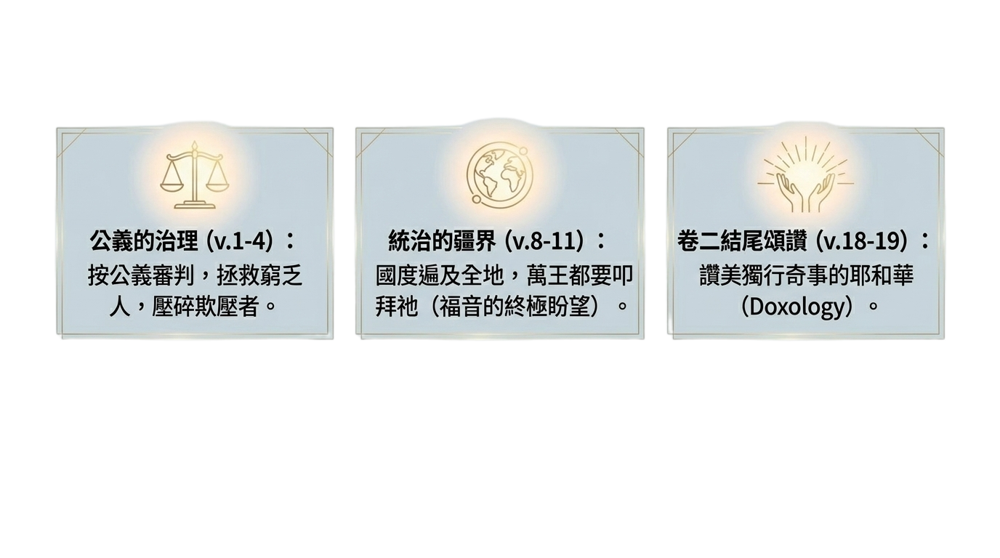 公義的治理 (v.1-4) ：
按公義審判，拯救窮乏
人，壓碎欺壓者。
統治的疆界 (v.8-11) ：
國度遍及全地，萬王都要叩
拜祂（福音的終極盼望）。
卷二結尾頌讚 (v.18-19) ：
讚美獨行奇事的耶和華
（Doxology）。